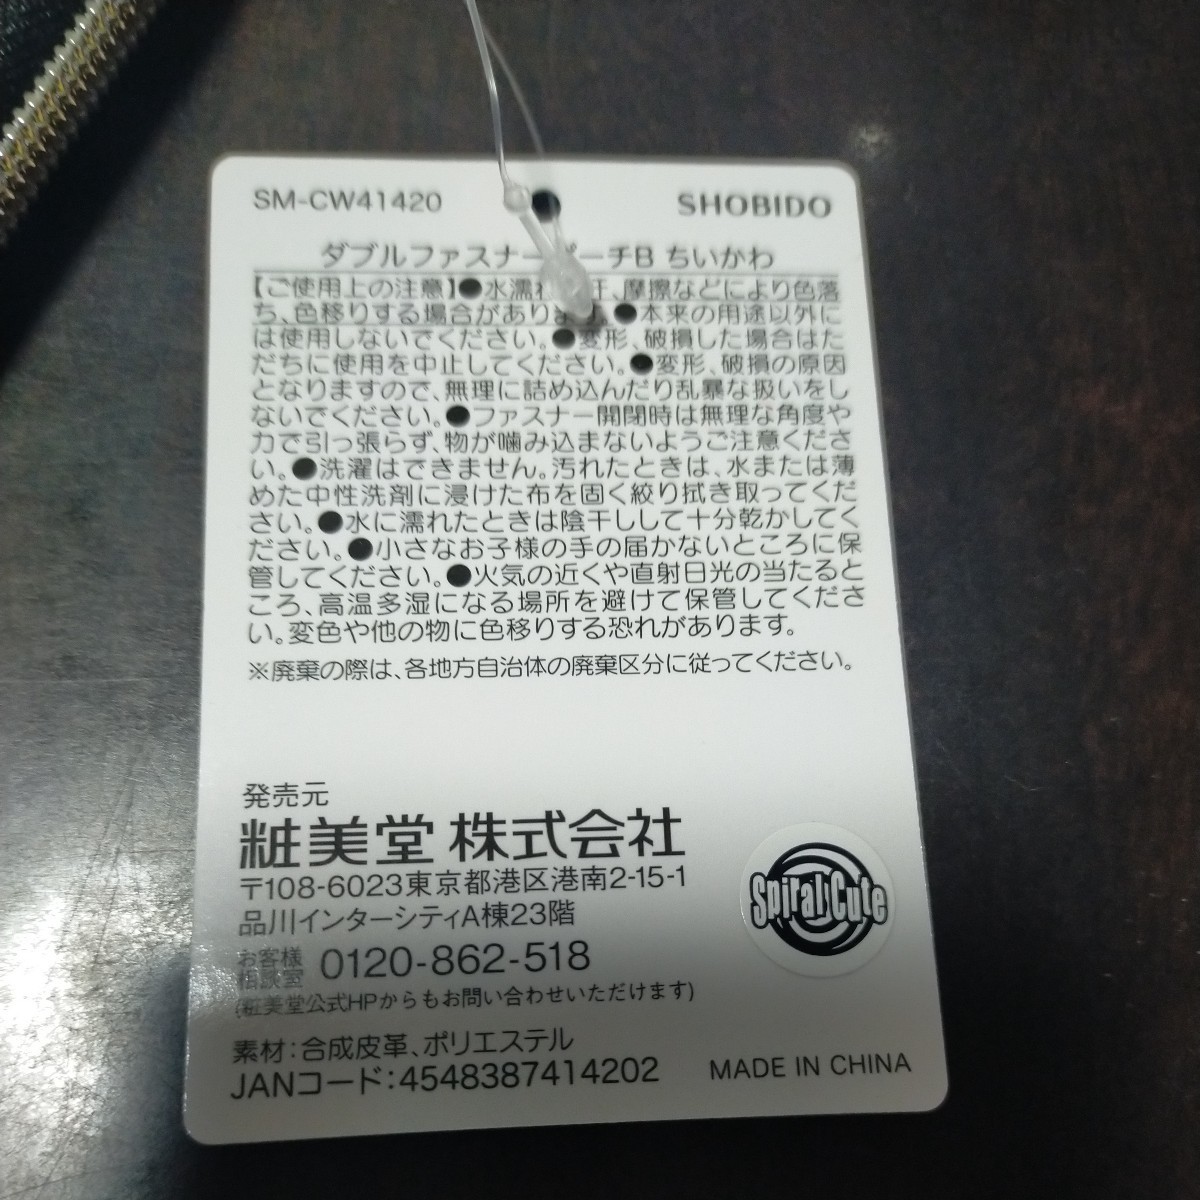 SM-CW41420
SHOBIDO
ダブルファスナーポーチB ちいかわ
【ご使用上の注意】●水濡れ、汗、摩擦などにより色落
ち、色移りする場合があります。●本来の用途以外に
は使用しないでください。●変形、破損した場合はた
だちに使用を中止してください。●変形、破損の原因
となりますので、無理に詰め込んだり乱暴な扱いをし
ないでください。●ファスナー開閉時は無理な角度や
力で引っ張らず、物が噛み込まないようご注意くださ
い。●洗濯はできません。汚れたときは、水または薄
めた中性洗剤に浸けた布を固く絞り拭き取ってくだ
さい。●水に濡れたときは陰干しして十分乾かしてく
ださい。●小さなお子様の手の届かないところに保
管してください。●火気の近くや直射日光の当たると
ころ、高温多湿になる場所を避けて保管してくださ
い。変色や他の物に色移りする恐れがあります。
※廃棄の際は、各地方自治体の廃棄区分に従ってください。
発売元
粧美堂 株式会社
〒108-6023東京都港区港南2-15-1
品川インターシティA棟23階
お客様
相談室 0120-862-518
(粧美堂公式HPからもお問い合わせいただけます)
Spiral Cute
素材:合成皮革、ポリエステル
JANコード:4548387414202
MADE IN CHINA